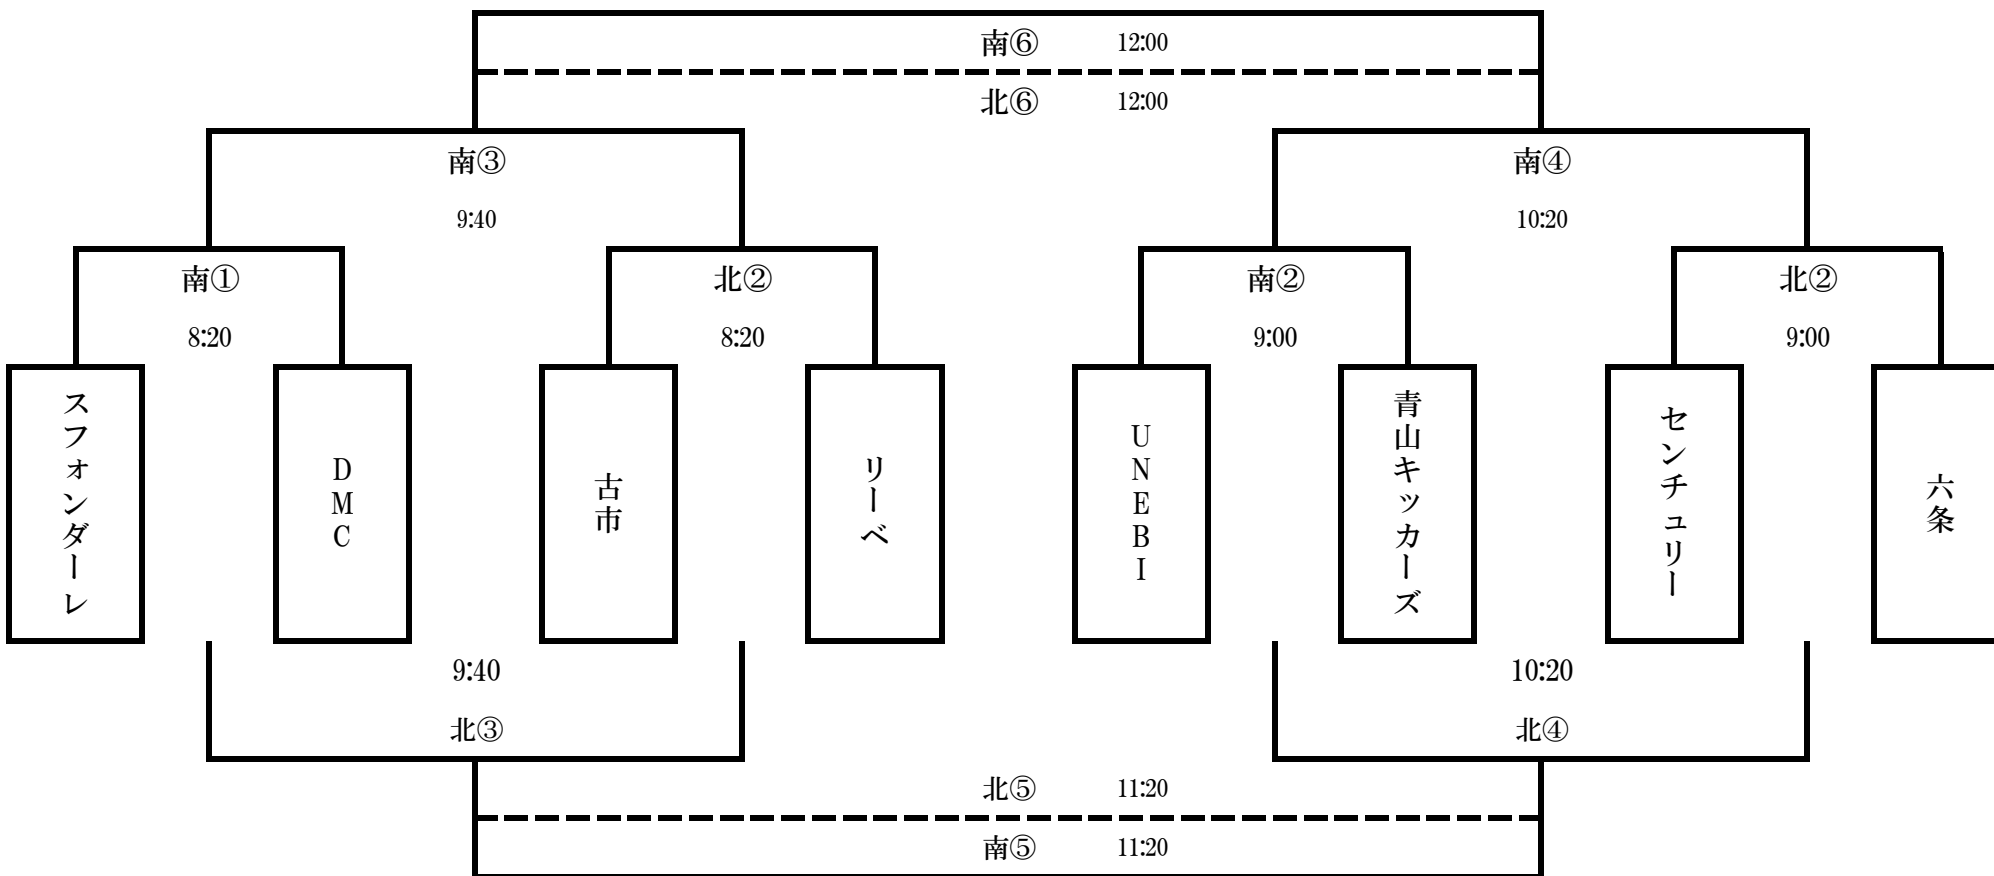 南⑥ 12:00
北⑥ 12:00
南③ 南④
9:40 10:20
南① 北② 南② 北②
8:20 8:20 9:00 9:00
スフォンダーレ
DMC
古市
リーベ
UNEBI
青山キッカーズ
センチュリー
六条
9:40 10:20
北③ 北④
北⑤ 11:20
南⑤ 11:20